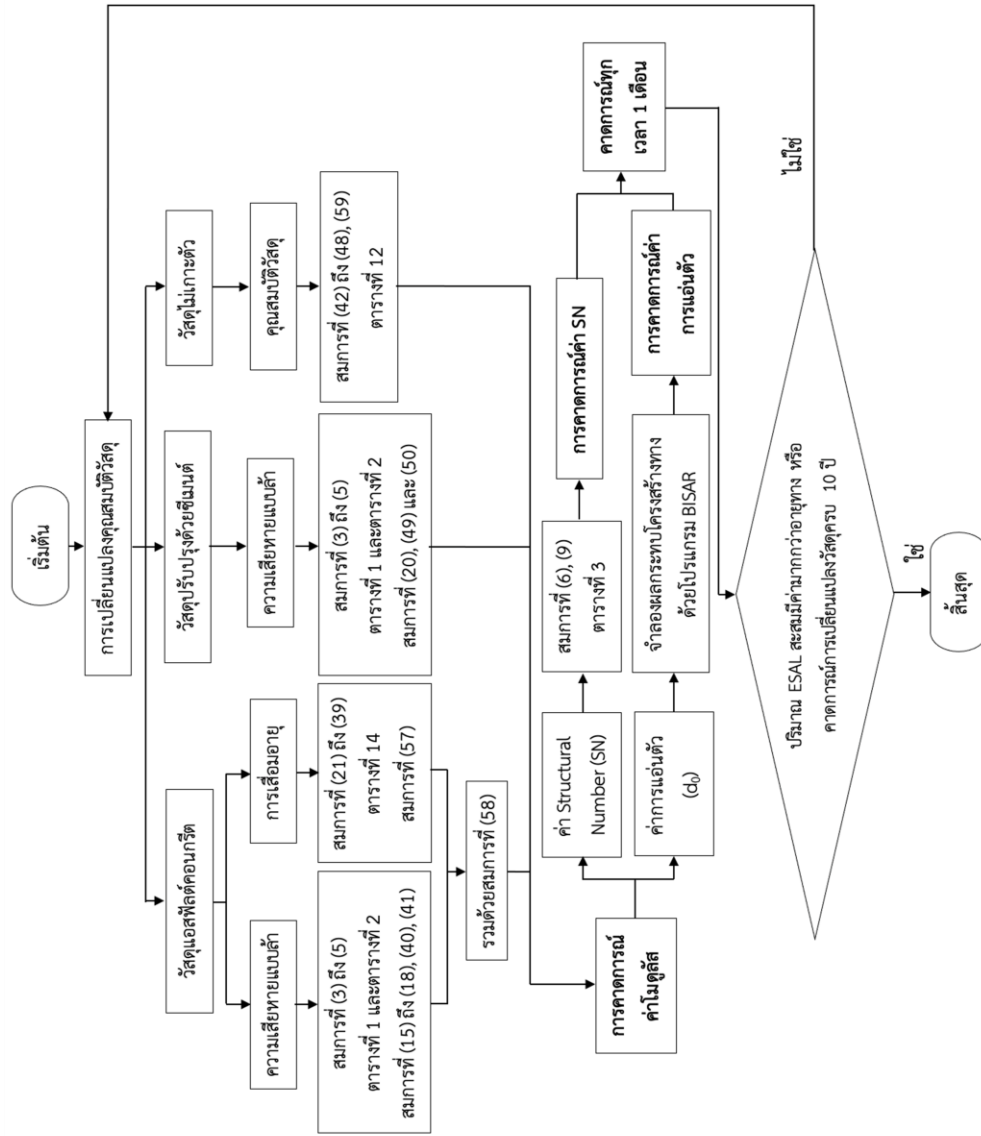 เริ่มต้น
การเปลี่ยนแปลงคุณสมบัติวัสดุ
วัสดุแอสฟัลต์คอนกรีต
วัสดุปรับปรุงด้วยซีเมนต์
วัสดุไม่เกาะตัว
ความเสียหายแบบล้า
การเสื่อมอายุ
ความเสียหายแบบล้า
คุณสมบัติวัสดุ
สมการที่ (3) ถึง (5)
ตารางที่ 1 และตารางที่ 2
สมการที่ (15) ถึง (18), (40), (41)
สมการที่ (21) ถึง (39)
ตารางที่ 14
สมการที่ (57)
สมการที่ (3) ถึง (5)
ตารางที่ 1 และตารางที่ 2
สมการที่ (20), (49) และ (50)
สมการที่ (42) ถึง (48), (59)
ตารางที่ 12
รวมด้วยสมการที่ (58)
การคาดการณ์
ค่าโมดูลัส
ค่า Structural
Number (SN)
สมการที่ (6), (9)
ตารางที่ 3
การคาดการณ์ค่า SN
ค่าการแอ่นตัว
(d₀)
จำลองผลกระทบโครงสร้างทาง
ด้วยโปรแกรม BISAR
การคาดการณ์ค่า
การแอ่นตัว
คาดการณ์ทุก
เวลา 1 เดือน
ปริมาณ ESAL สะสมมีค่ามากกว่าอายุทาง หรือ
คาดการณ์การเปลี่ยนแปลงวัสดุครบ 10 ปี
ไม่ใช่
ใช่
สิ้นสุด